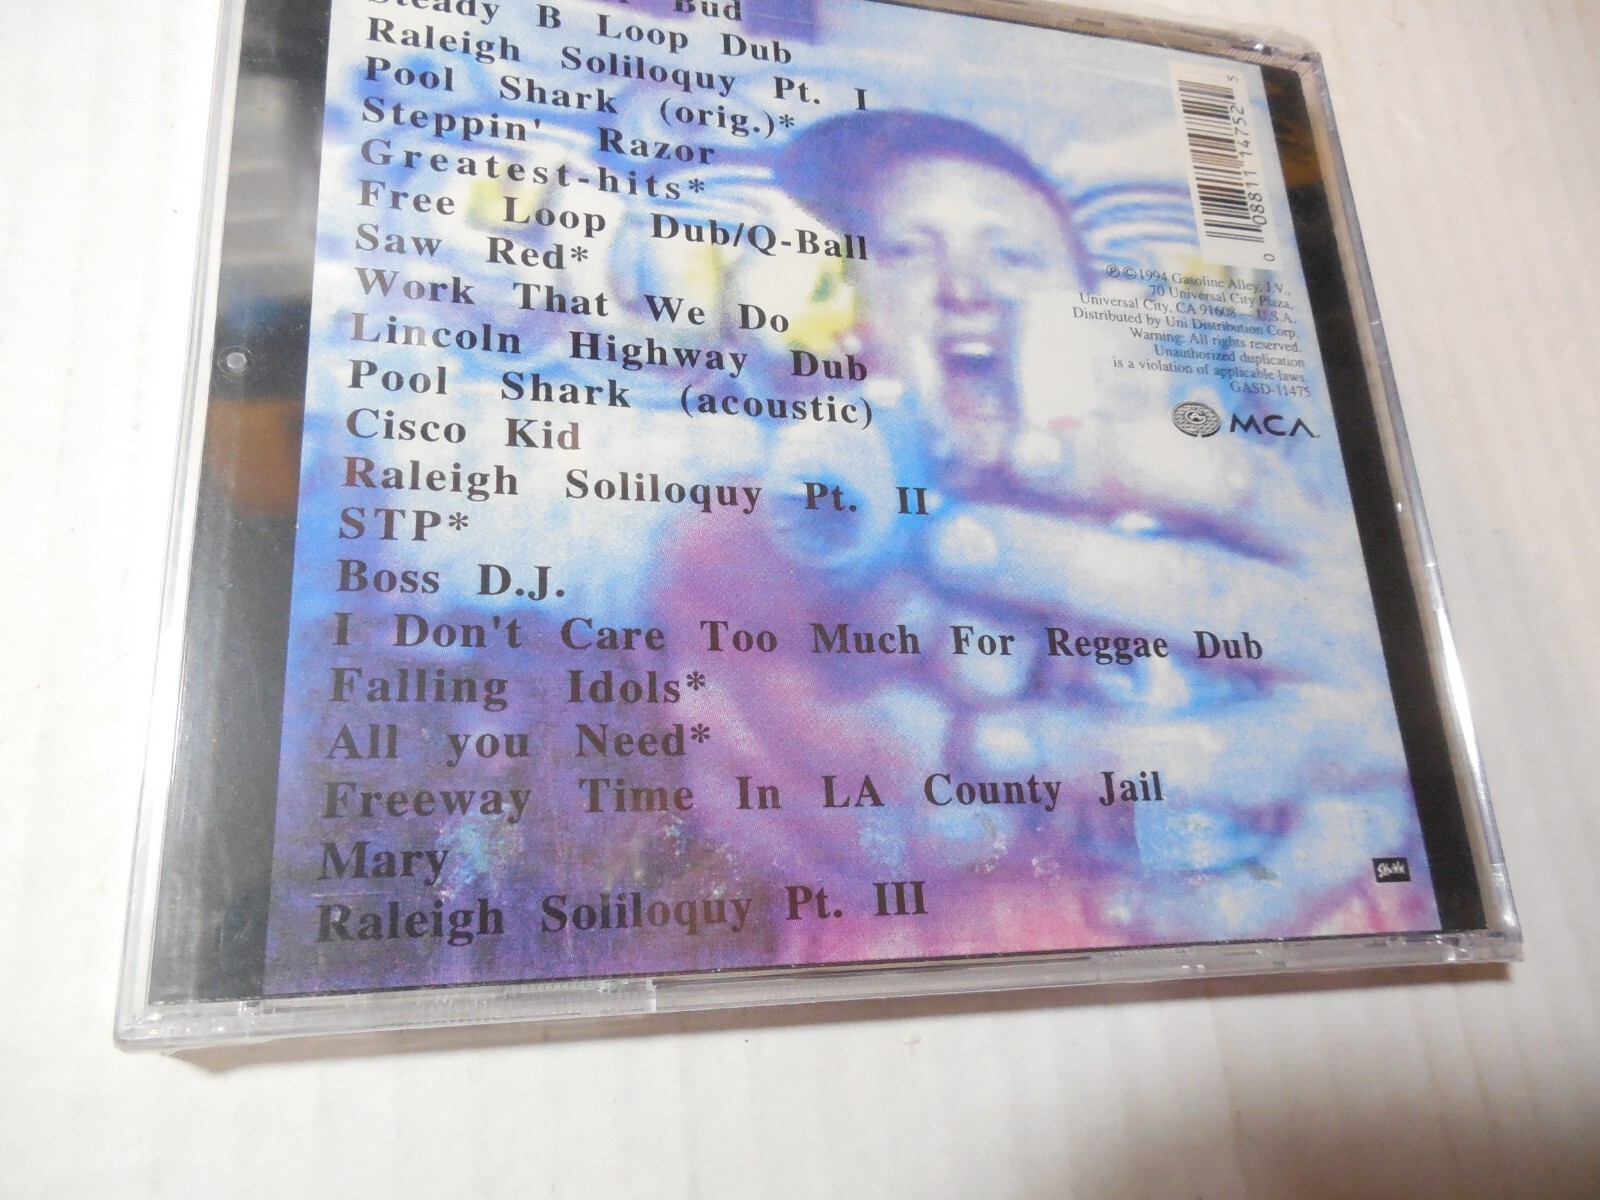 Bud
Steady B Loop Dub
Raleigh Soliloquy Pt. I
Pool Shark (orig.)*
Steppin' Razor
Greatest-hits*
Free Loop Dub/Q-Ball
Saw Red*
Work That We Do
Lincoln Highway Dub
Pool Shark (acoustic)
Cisco Kid
Raleigh Soliloquy Pt. II
STP*
Boss D.J.
I Don't Care Too Much For Reggae Dub
Falling Idols*
All you Need*
Freeway Time In LA County Jail
Mary
Raleigh Soliloquy Pt. III
0 08811 14752 5
℗©1994 Gasoline Alley, J.V.,
70 Universal City Plaza,
Universal City, CA 91608 — U.S.A.
Distributed by Uni Distribution Corp.
Warning: All rights reserved.
Unauthorized duplication
is a violation of applicable laws.
GASD-11475
MCA
Skunk